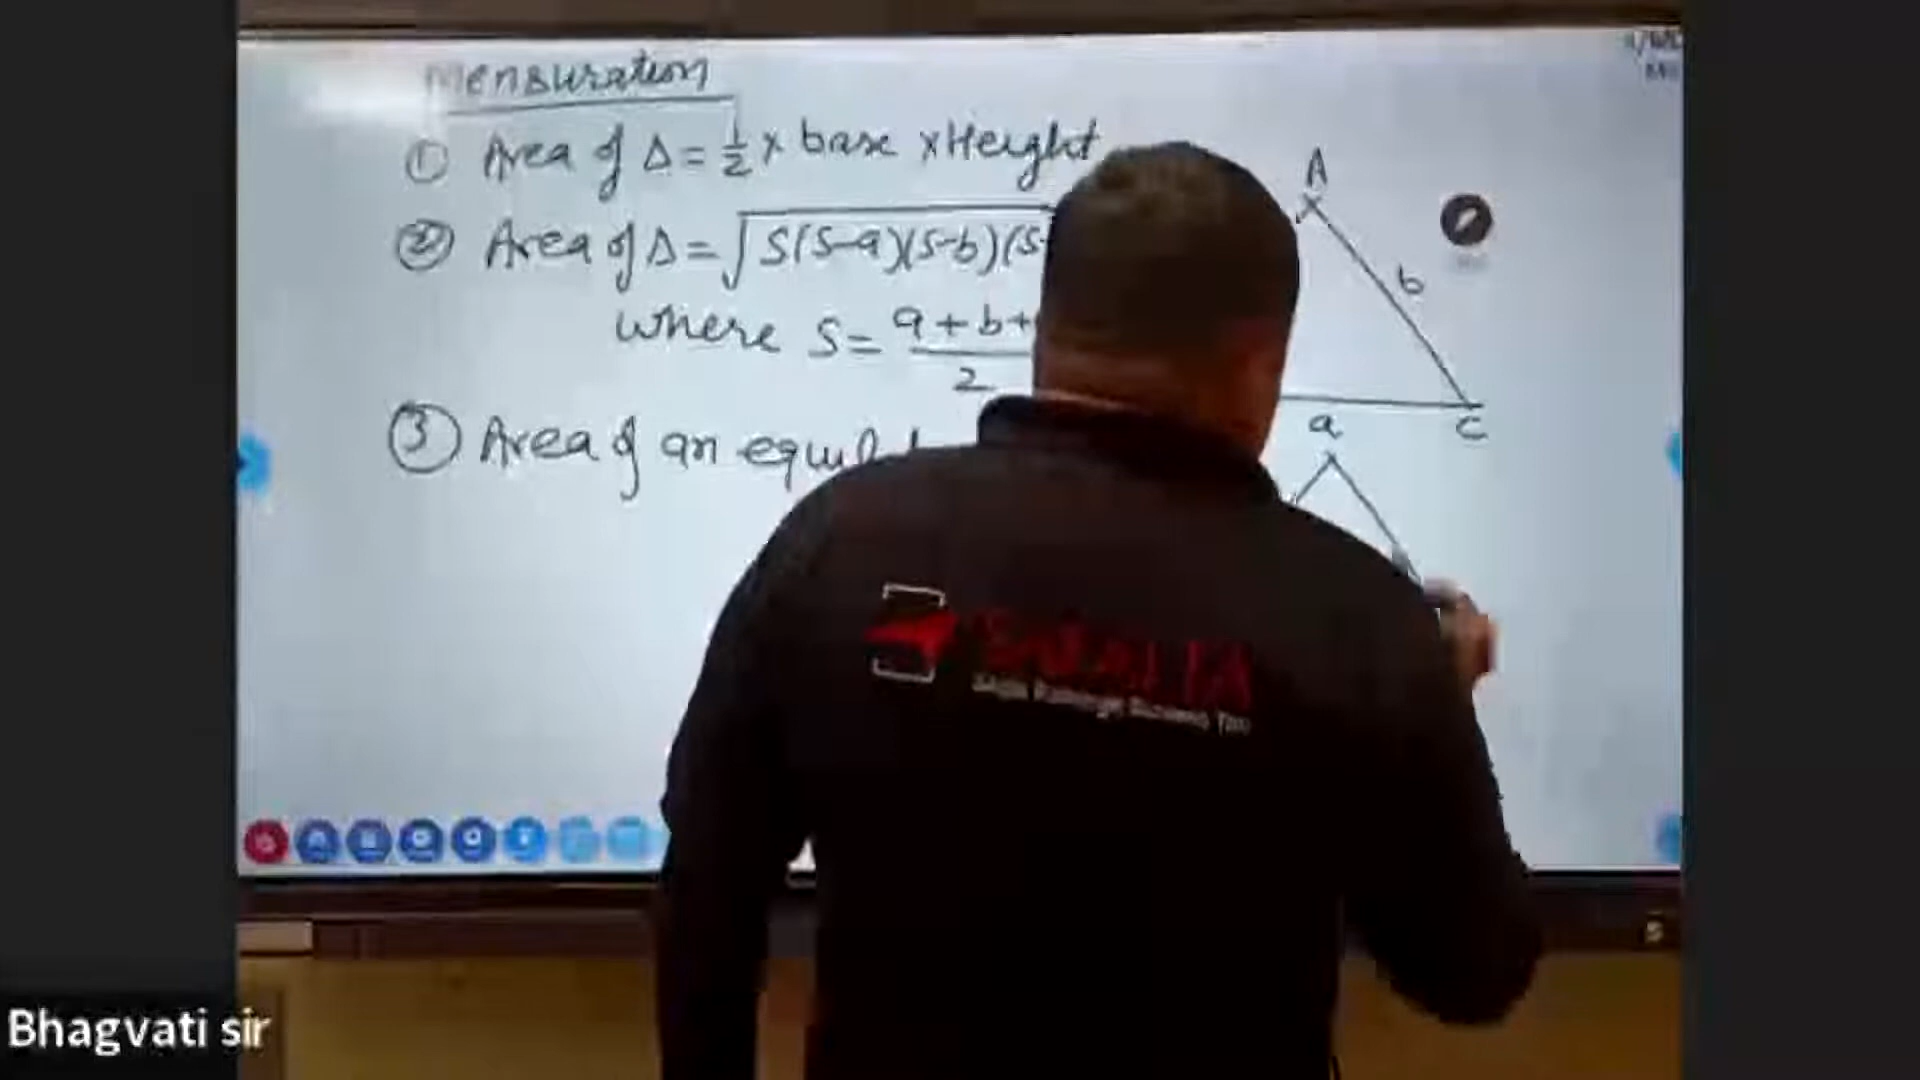 Mensuration
① Area of Δ = 1/2 x base x Height
② Area of Δ = √S(S-a)(S-b)(S-
where S = a+b+
2
③ Area of an equil
A
b
a
C
Bhagvati sir